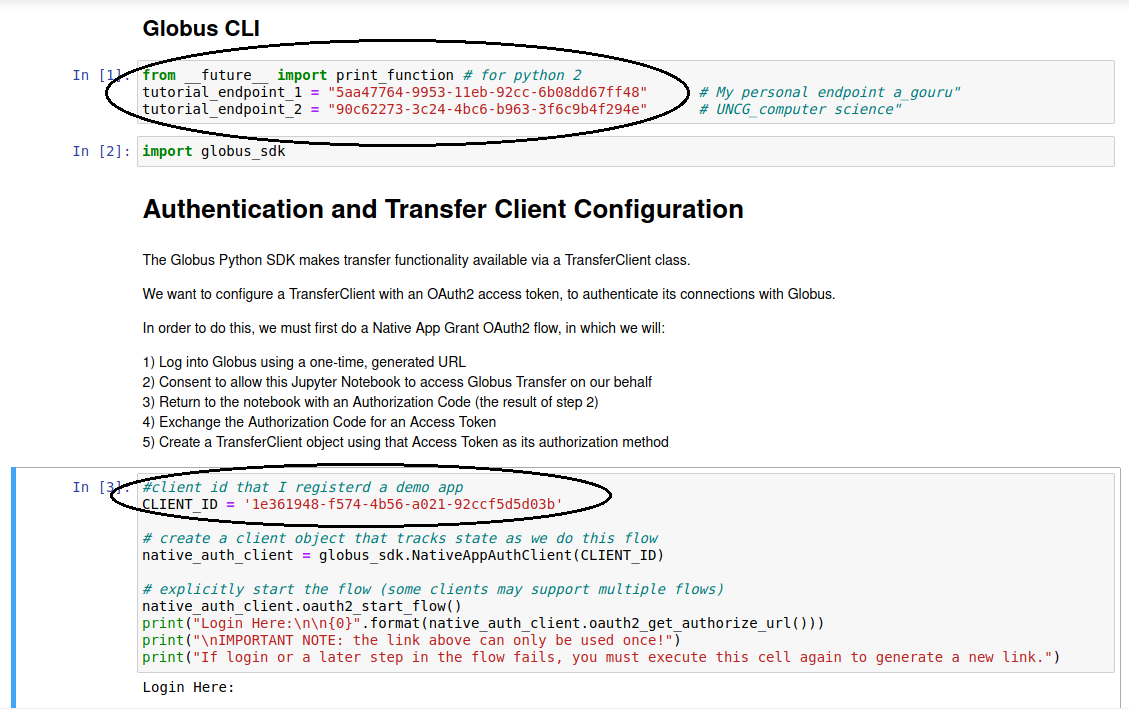 Globus CLI
In [1]: from __future__ import print_function # for python 2
tutorial_endpoint_1 = "5aa47764-9953-11eb-92cc-6b08dd67ff48" # My personal endpoint a_gouru"
tutorial_endpoint_2 = "90c62273-3c24-4bc6-b963-3f6c9b4f294e" # UNCG_computer science"
In [2]: import globus_sdk
Authentication and Transfer Client Configuration
The Globus Python SDK makes transfer functionality available via a TransferClient class.
We want to configure a TransferClient with an OAuth2 access token, to authenticate its connections with Globus.
In order to do this, we must first do a Native App Grant OAuth2 flow, in which we will:
1) Log into Globus using a one-time, generated URL
2) Consent to allow this Jupyter Notebook to access Globus Transfer on our behalf
3) Return to the notebook with an Authorization Code (the result of step 2)
4) Exchange the Authorization Code for an Access Token
5) Create a TransferClient object using that Access Token as its authorization method
In [3]: #client id that I registerd a demo app
CLIENT_ID = '1e361948-f574-4b56-a021-92ccf5d5d03b'
# create a client object that tracks state as we do this flow
native_auth_client = globus_sdk.NativeAppAuthClient(CLIENT_ID)
# explicitly start the flow (some clients may support multiple flows)
native_auth_client.oauth2_start_flow()
print("Login Here:\n\n{0}".format(native_auth_client.oauth2_get_authorize_url()))
print("\nIMPORTANT NOTE: the link above can only be used once!")
print("If login or a later step in the flow fails, you must execute this cell again to generate a new link.")
Login Here: